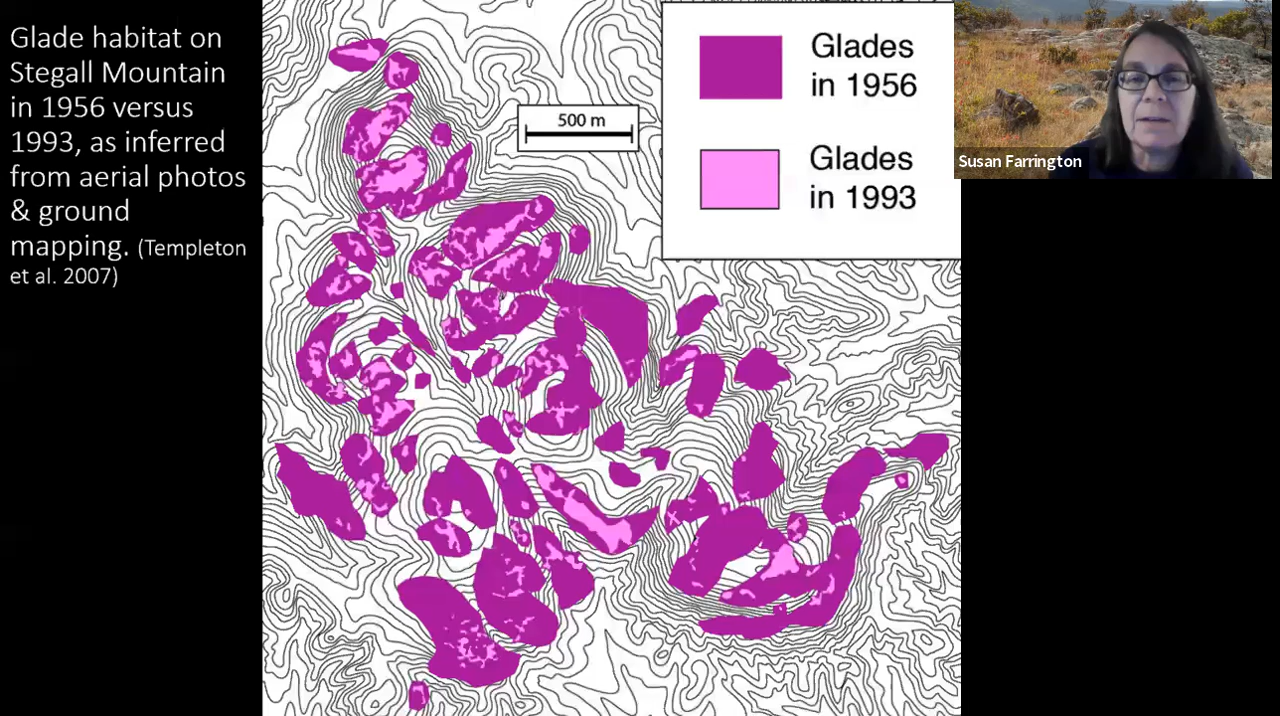 Glade habitat on
Stegall Mountain
in 1956 versus
1993, as inferred
from aerial photos
& ground
mapping. (Templeton
et al. 2007)
500 m
Glades
in 1956
Glades
in 1993
Susan Farrington